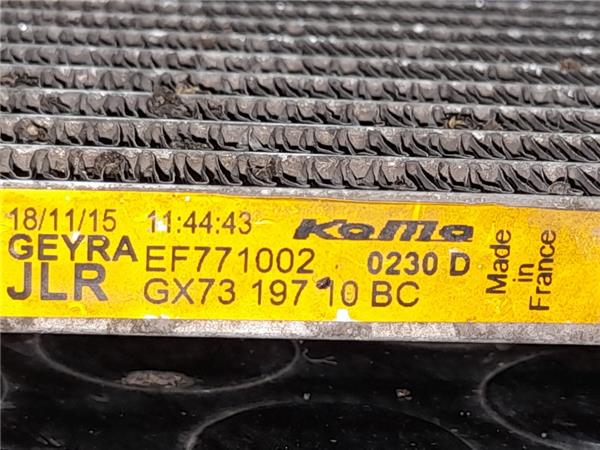 18/11/15 11:44:43 KoMo
GEYRA EF771002 0230 D
JLR GX73 19710 BC
Made
in
France